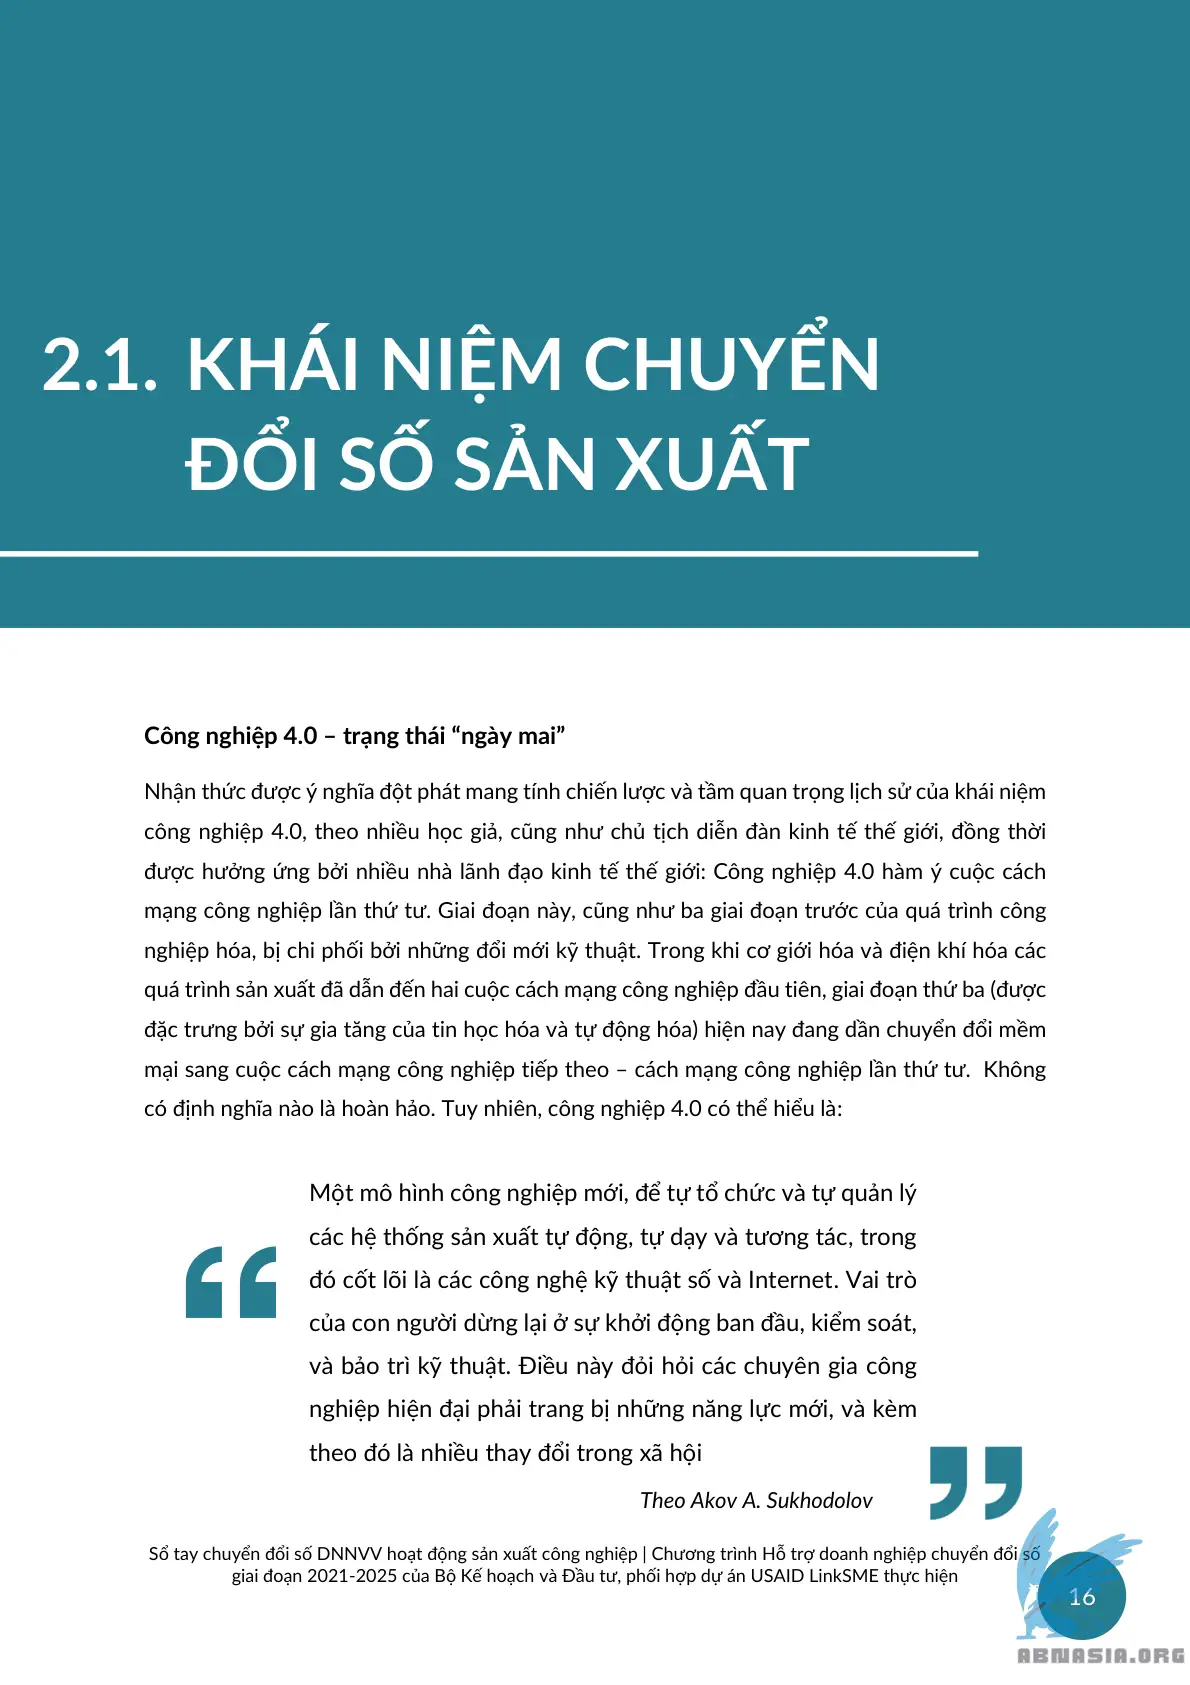 2.1. KHÁI NIỆM CHUYỂN
ĐỔI SỐ SẢN XUẤT
Công nghiệp 4.0 – trạng thái “ngày mai”
Nhận thức được ý nghĩa đột phát mang tính chiến lược và tầm quan trọng lịch sử của khái niệm
công nghiệp 4.0, theo nhiều học giả, cũng như chủ tịch diễn đàn kinh tế thế giới, đồng thời
được hưởng ứng bởi nhiều nhà lãnh đạo kinh tế thế giới: Công nghiệp 4.0 hàm ý cuộc cách
mạng công nghiệp lần thứ tư. Giai đoạn này, cũng như ba giai đoạn trước của quá trình công
nghiệp hóa, bị chi phối bởi những đổi mới kỹ thuật. Trong khi cơ giới hóa và điện khí hóa các
quá trình sản xuất đã dẫn đến hai cuộc cách mạng công nghiệp đầu tiên, giai đoạn thứ ba (được
đặc trưng bởi sự gia tăng của tin học hóa và tự động hóa) hiện nay đang dần chuyển đổi mềm
mại sang cuộc cách mạng công nghiệp tiếp theo – cách mạng công nghiệp lần thứ tư. Không
có định nghĩa nào là hoàn hảo. Tuy nhiên, công nghiệp 4.0 có thể hiểu là:
“
Một mô hình công nghiệp mới, để tự tổ chức và tự quản lý
các hệ thống sản xuất tự động, tự dạy và tương tác, trong
đó cốt lõi là các công nghệ kỹ thuật số và Internet. Vai trò
của con người dừng lại ở sự khởi động ban đầu, kiểm soát,
và bảo trì kỹ thuật. Điều này đỏi hỏi các chuyên gia công
nghiệp hiện đại phải trang bị những năng lực mới, và kèm
theo đó là nhiều thay đổi trong xã hội
”
Theo Akov A. Sukhodolov
Sổ tay chuyển đổi số DNNVV hoạt động sản xuất công nghiệp | Chương trình Hỗ trợ doanh nghiệp chuyển đổi số
giai đoạn 2021-2025 của Bộ Kế hoạch và Đầu tư, phối hợp dự án USAID LinkSME thực hiện
16
ABNASIA.ORG